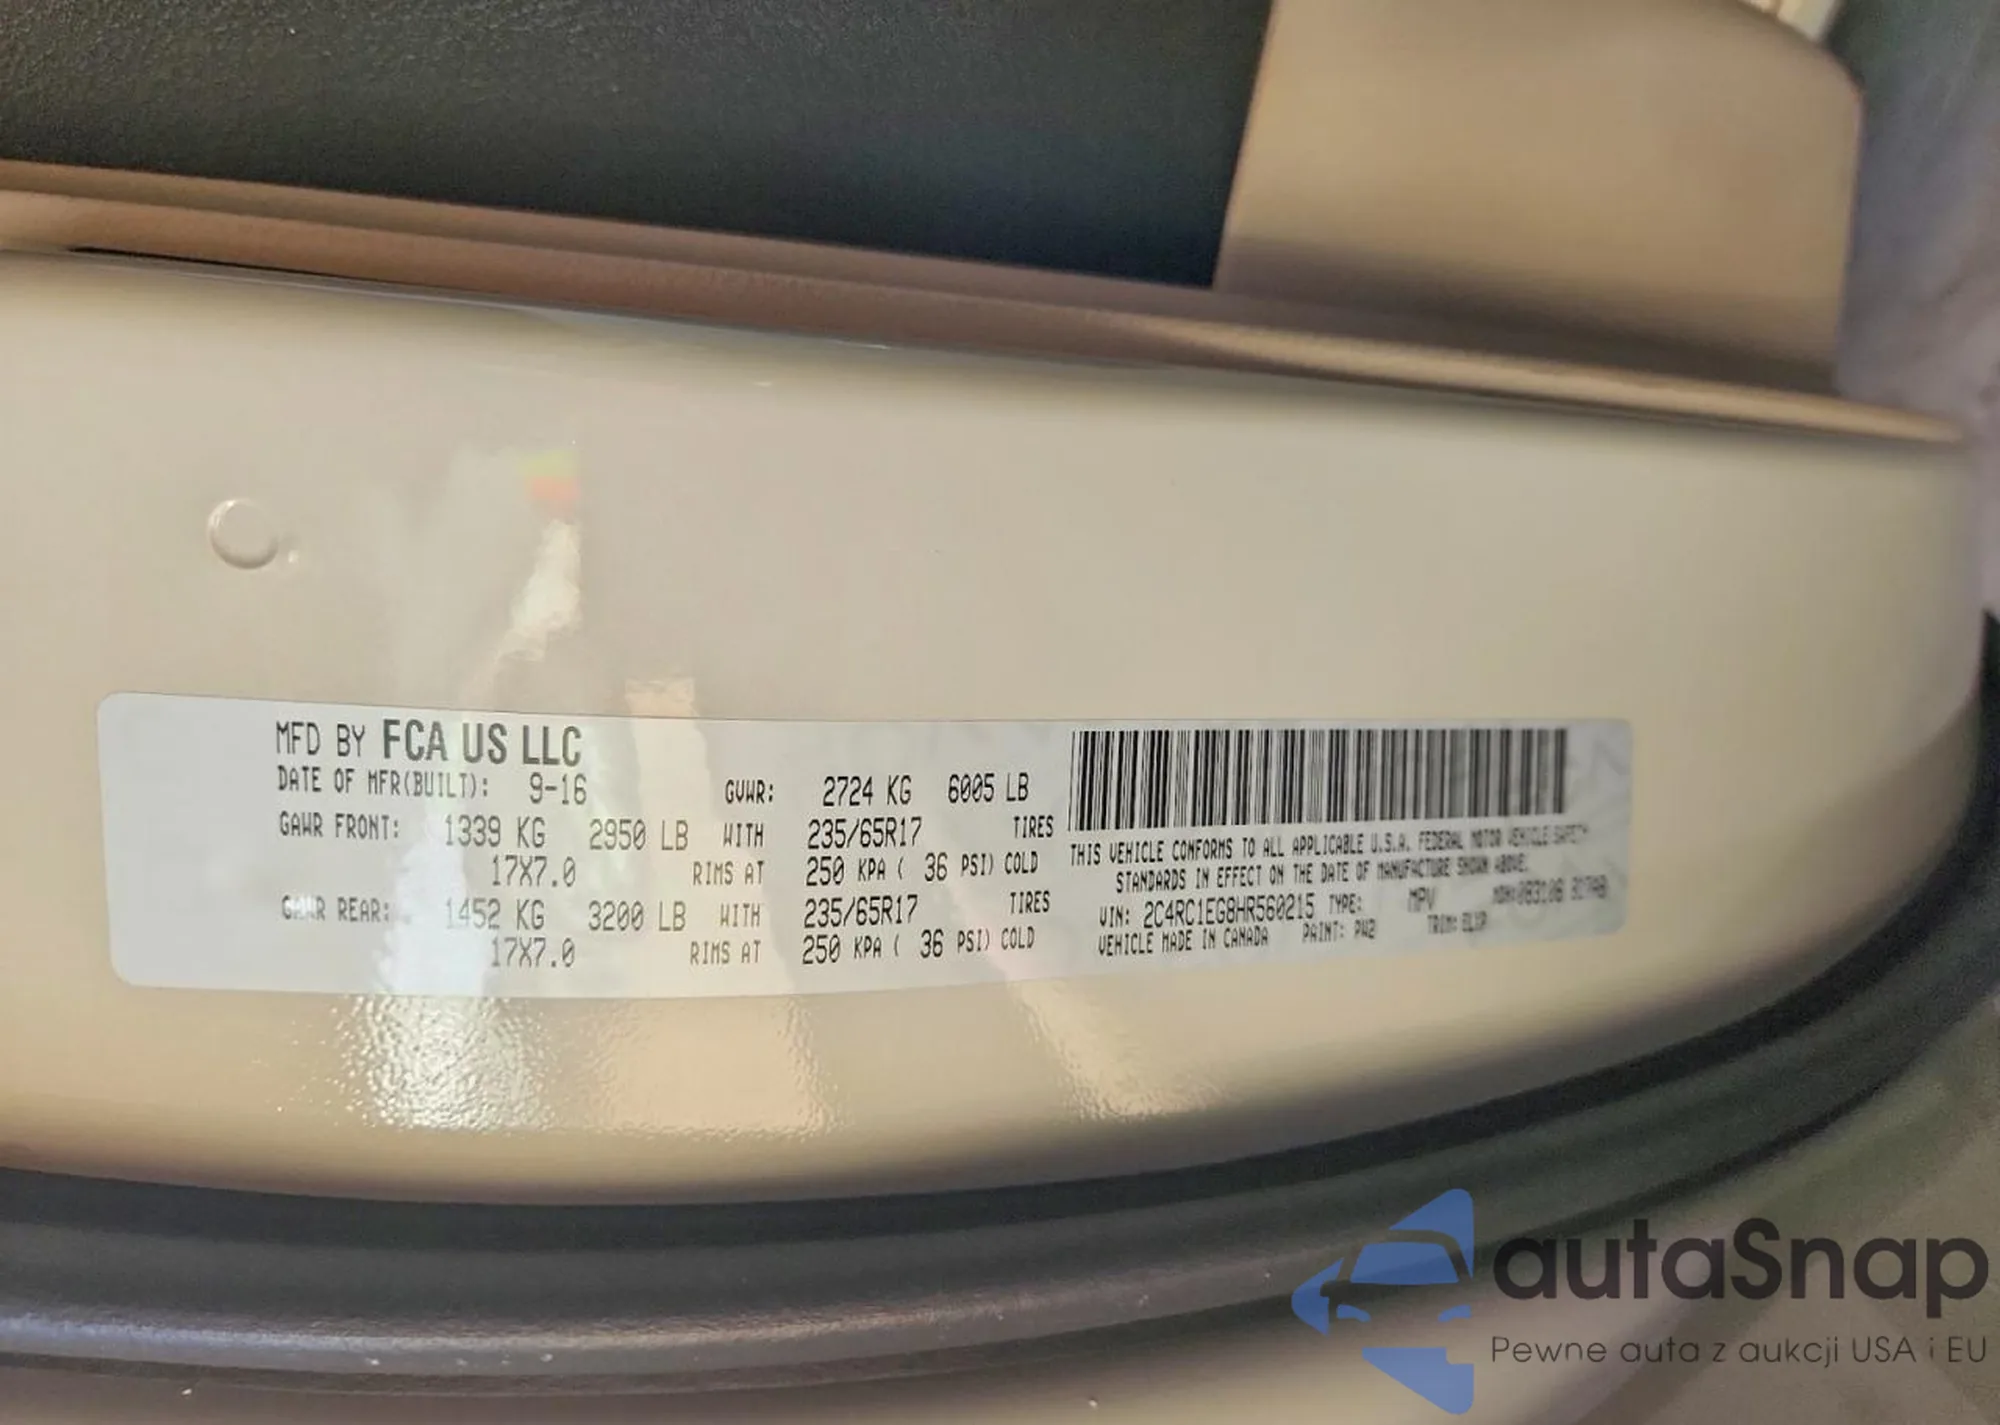 MFD BY FCA US LLC
DATE OF MFR(BUILT): 9-16 GVWR: 2724 KG 6005 LB
GAWR FRONT: 1339 KG 2950 LB WITH 235/65R17 TIRES
17X7.0 RIMS AT 250 KPA ( 36 PSI) COLD
GAWR REAR: 1452 KG 3200 LB WITH 235/65R17 TIRES
17X7.0 RIMS AT 250 KPA ( 36 PSI) COLD
THIS VEHICLE CONFORMS TO ALL APPLICABLE U.S.A. FEDERAL MOTOR VEHICLE SAFETY
STANDARDS IN EFFECT ON THE DATE OF MANUFACTURE SHOWN ABOVE.
VIN: 2C4RC1EG8HR560215 TYPE: MPV
VEHICLE MADE IN CANADA PAINT: PW2 TRIM:
autaSnap
Pewne auta z aukcji USA i EU